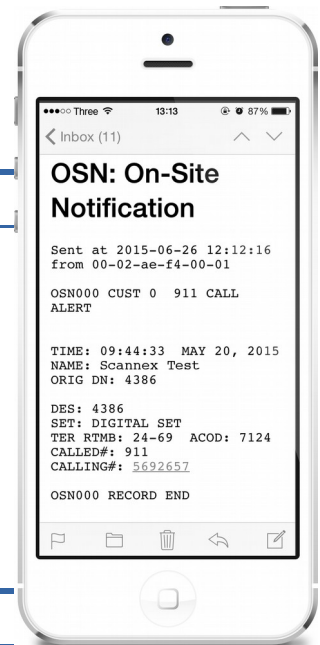 Three 13:13 87%
Inbox (11)
OSN: On-Site
Notification
Sent at 2015-06-26 12:12:16
from 00-02-ae-f4-00-01
OSN000 CUST 0 911 CALL
ALERT
TIME: 09:44:33 MAY 20, 2015
NAME: Scannex Test
ORIG DN: 4386
DES: 4386
SET: DIGITAL SET
TER RTMB: 24-69 ACOD: 7124
CALLED#: 911
CALLING#: 5692657
OSN000 RECORD END